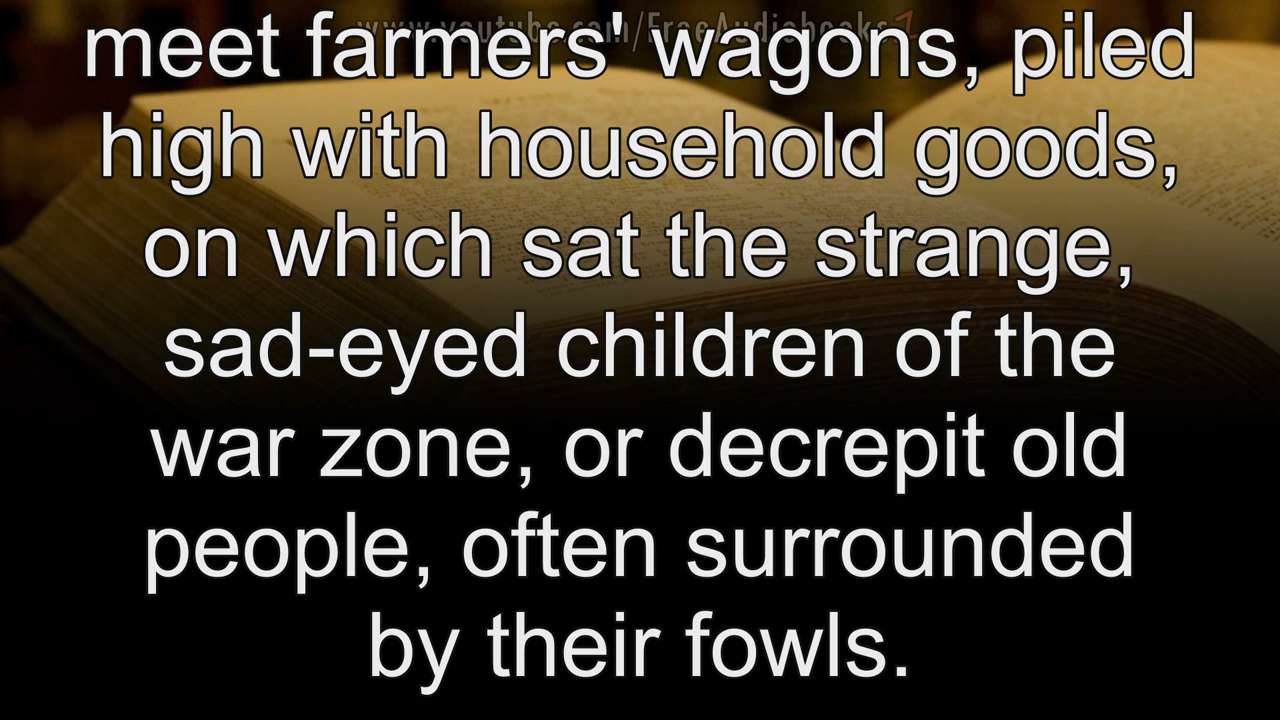 www.youtube.com/FreeAudiobooks
meet farmers' wagons, piled
high with household goods,
on which sat the strange,
sad-eyed children of the
war zone, or decrepit old
people, often surrounded
by their fowls.